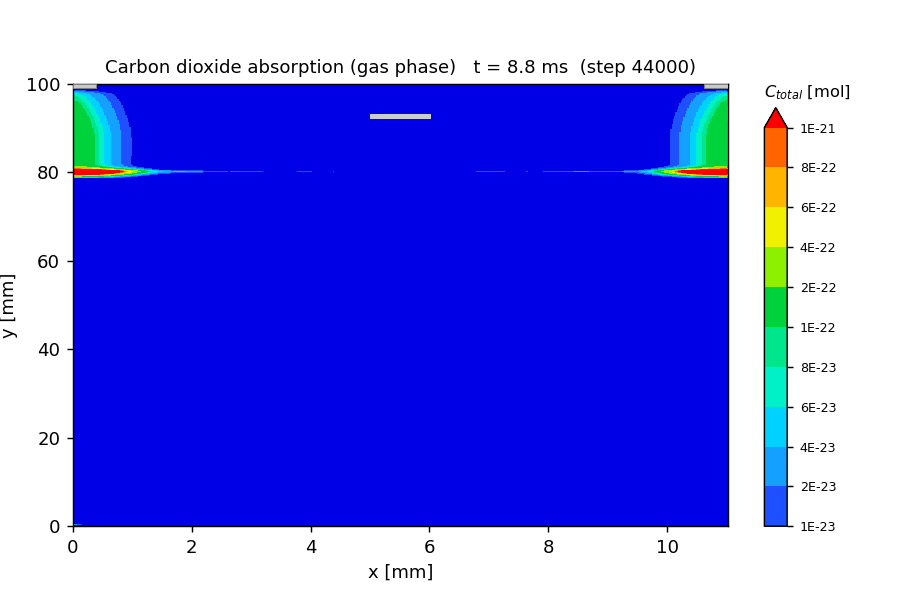 Carbon dioxide absorption (gas phase)   t = 8.8 ms  (step 44000)
C_total [mol]
1E-21
8E-22
6E-22
4E-22
2E-22
1E-22
8E-23
6E-23
4E-23
2E-23
1E-23
y [mm]
100
80
60
40
20
0
0 2 4 6 8 10
x [mm]